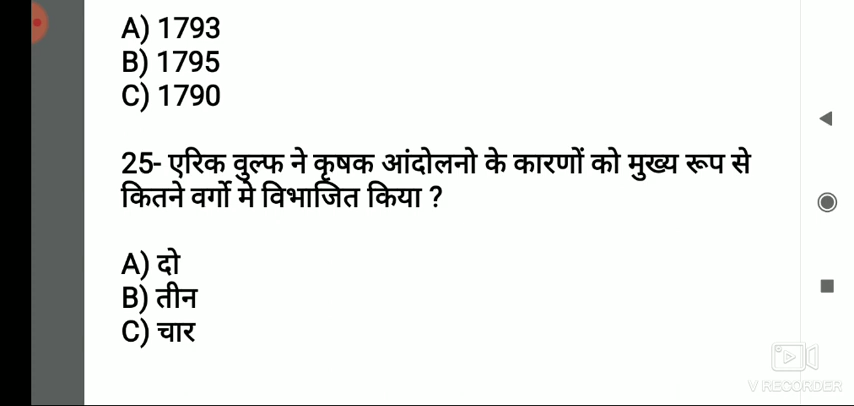 A) 1793
B) 1795
C) 1790
25- एरिक वुल्फ ने कृषक आंदोलनो के कारणों को मुख्य रूप से
कितने वर्गो मे विभाजित किया ?
A) दो
B) तीन
C) चार
V RECORDER